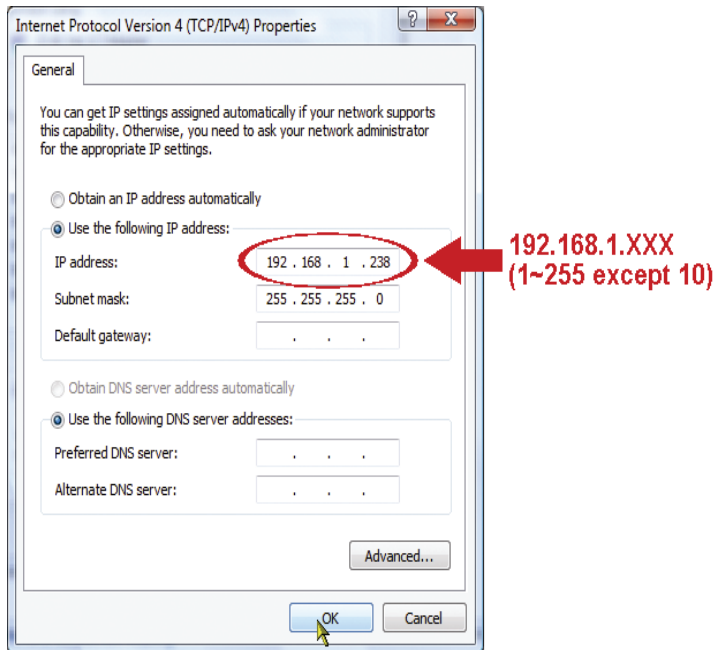 Internet Protocol Version 4 (TCP/IPv4) Properties
?
X
General
You can get IP settings assigned automatically if your network supports
this capability. Otherwise, you need to ask your network administrator
for the appropriate IP settings.
Obtain an IP address automatically
Use the following IP address:
IP address: 192 . 168 . 1 . 238
192.168.1.XXX
(1~255 except 10)
Subnet mask: 255 . 255 . 255 . 0
Default gateway: . . .
Obtain DNS server address automatically
Use the following DNS server addresses:
Preferred DNS server: . . .
Alternate DNS server: . . .
Advanced...
OK Cancel